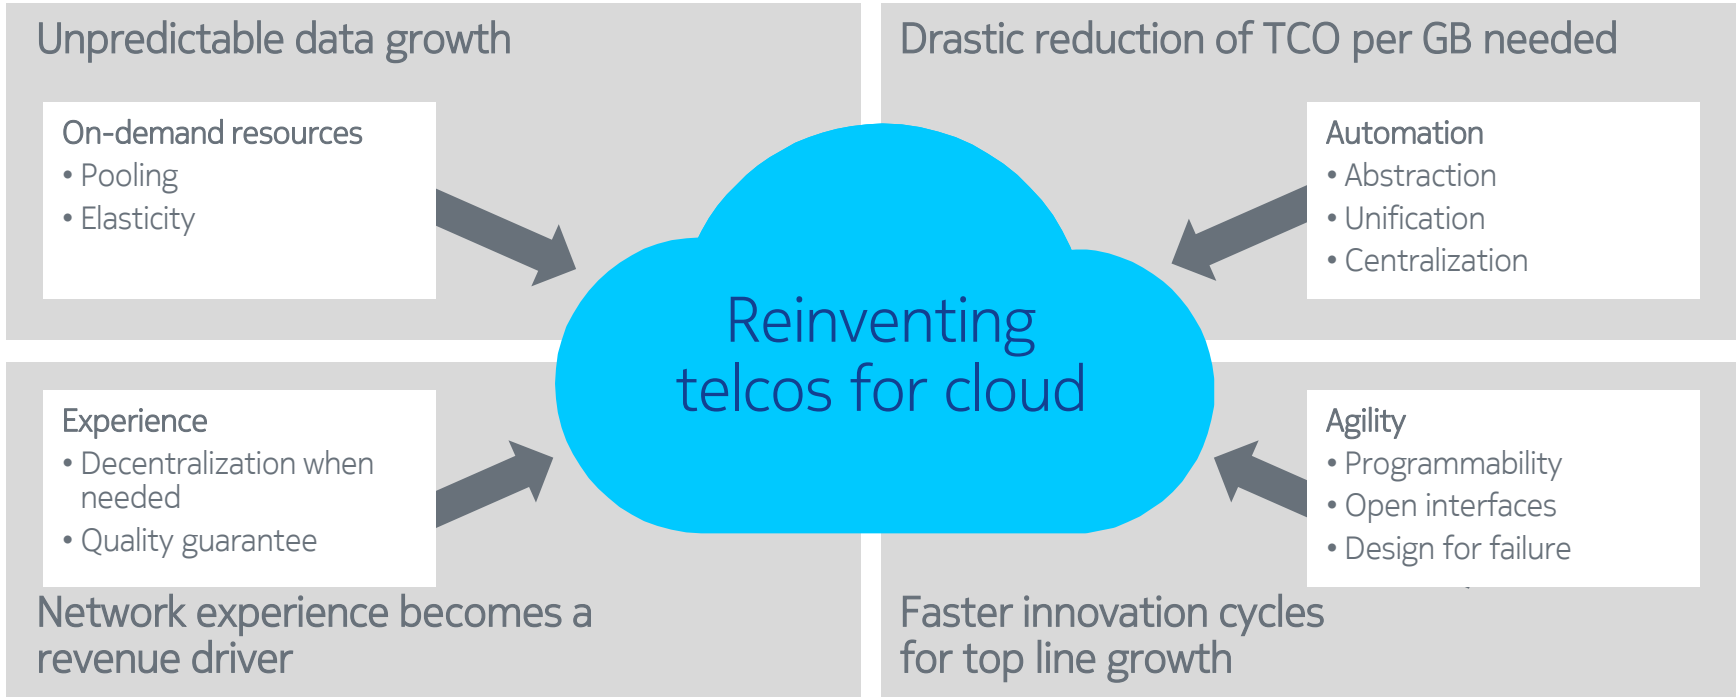 Unpredictable data growth
On-demand resources
• Pooling
• Elasticity
Drastic reduction of TCO per GB needed
Automation
• Abstraction
• Unification
• Centralization
Reinventing
telcos for cloud
Experience
• Decentralization when
needed
• Quality guarantee
Network experience becomes a
revenue driver
Agility
• Programmability
• Open interfaces
• Design for failure
Faster innovation cycles
for top line growth